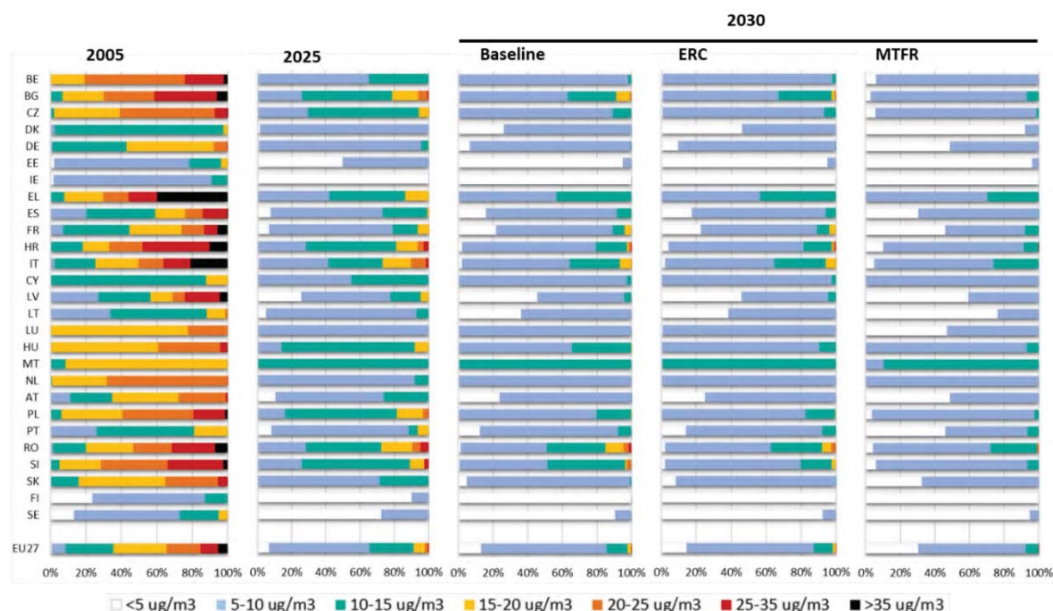 2030
2005 2025 Baseline ERC MTFR
BE
BG
CZ
DK
DE
EE
IE
EL
ES
FR
HR
IT
CY
LV
LT
LU
HU
MT
NL
AT
PL
PT
RO
SI
SK
FI
SE
EU27
0% 20% 40% 60% 80% 100% 0% 20% 40% 60% 80% 100% 0% 20% 40% 60% 80% 100% 0% 20% 40% 60% 80% 100% 0% 20% 40% 60% 80% 100%
<5 ug/m3 5-10 ug/m3 10-15 ug/m3 15-20 ug/m3 20-25 ug/m3 25-35 ug/m3 >35 ug/m3